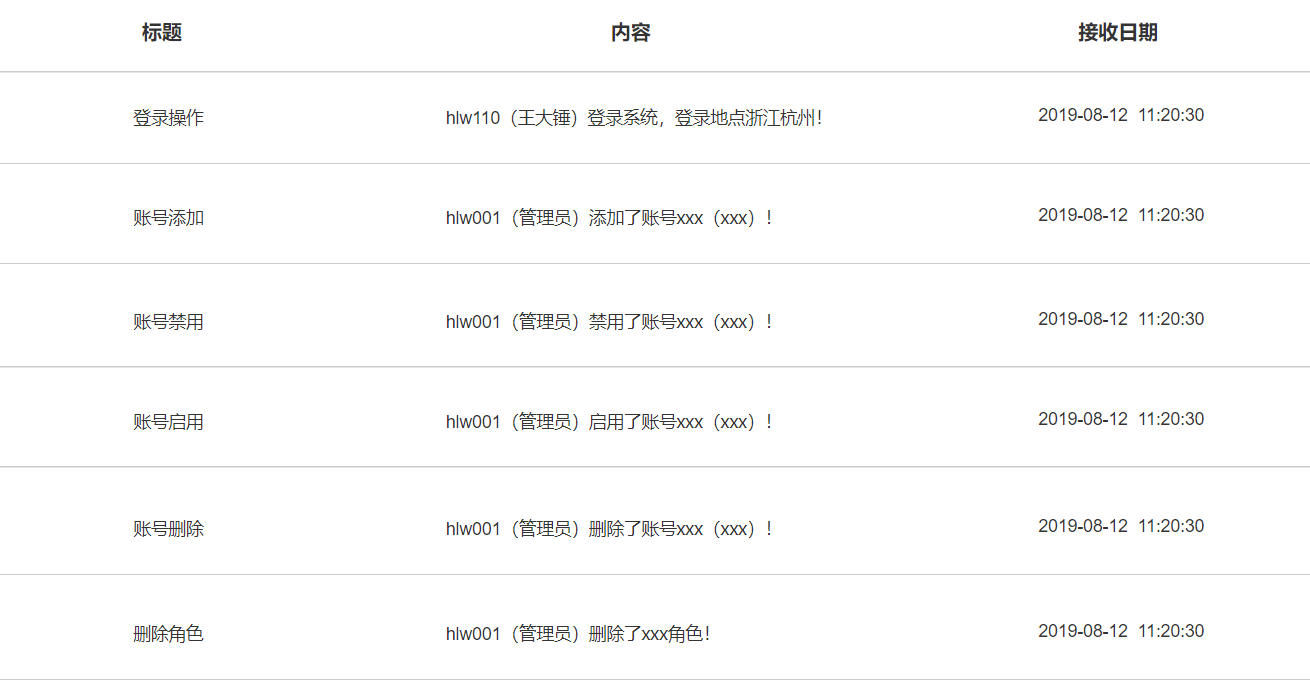 标题 内容 接收日期
登录操作 hlw110（王大锤）登录系统，登录地点浙江杭州！ 2019-08-12 11:20:30
账号添加 hlw001（管理员）添加了账号xxx（xxx）！ 2019-08-12 11:20:30
账号禁用 hlw001（管理员）禁用了账号xxx（xxx）！ 2019-08-12 11:20:30
账号启用 hlw001（管理员）启用了账号xxx（xxx）！ 2019-08-12 11:20:30
账号删除 hlw001（管理员）删除了账号xxx（xxx）！ 2019-08-12 11:20:30
删除角色 hlw001（管理员）删除了xxx角色！ 2019-08-12 11:20:30